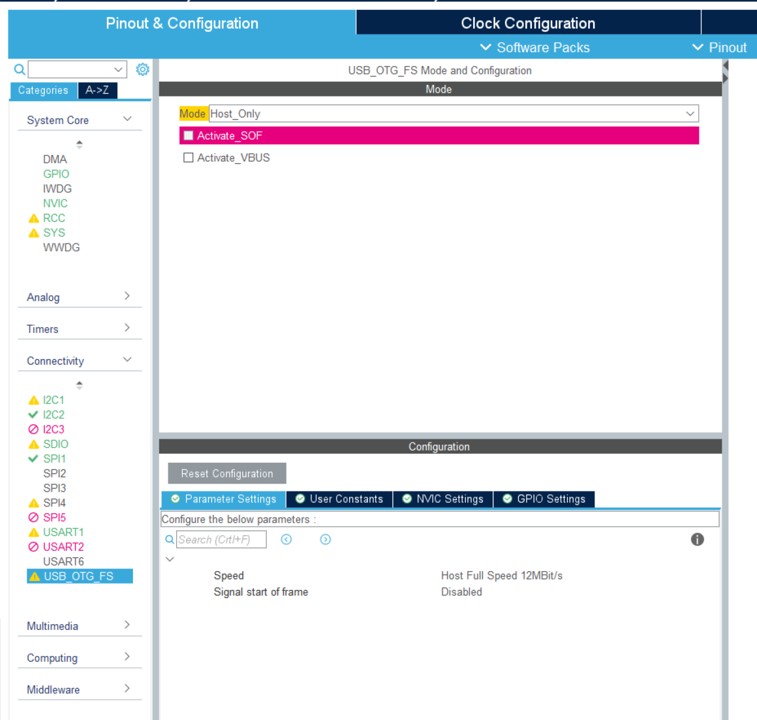 Pinout & Configuration
Clock Configuration
Software Packs
Pinout
Categories
A->Z
System Core
DMA
GPIO
IWDG
NVIC
RCC
SYS
WWDG
Analog
Timers
Connectivity
I2C1
I2C2
I2C3
SDIO
SPI1
SPI2
SPI3
SPI4
SPI5
USART1
USART2
USART6
USB_OTG_FS
Multimedia
Computing
Middleware
USB_OTG_FS Mode and Configuration
Mode
Mode Host_Only
Activate_SOF
Activate_VBUS
Configuration
Reset Configuration
Parameter Settings
User Constants
NVIC Settings
GPIO Settings
Configure the below parameters :
Search (Crtl+F)
Speed Host Full Speed 12MBit/s
Signal start of frame Disabled